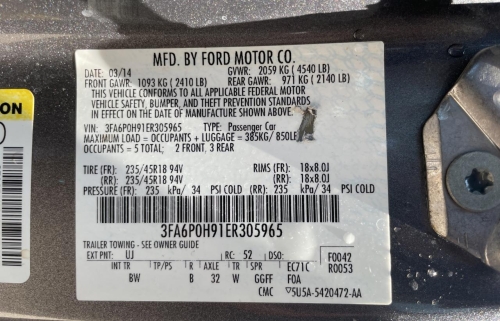 MFD. BY FORD MOTOR CO.
DATE: 03/14 GVWR: 2059 KG (4540 LB)
FRONT GAWR: 1093 KG (2410 LB) REAR GAWR: 971 KG (2140 LB)
THIS VEHICLE CONFORMS TO ALL APPLICABLE FEDERAL MOTOR
VEHICLE SAFETY, BUMPER, AND THEFT PREVENTION STANDARDS
IN EFFECT ON THE DATE OF MANUFACTURE SHOWN ABOVE.
VIN: 3FA6P0H91ER305965 TYPE: Passenger Car
MAXIMUM LOAD = OCCUPANTS + LUGGAGE = 385KG/ 850LB
OCCUPANTS = 5 TOTAL; 2 FRONT, 3 REAR
TIRE (FR): 235/45R18 94V RIMS (FR): 18x8.0J
(RR): 235/45R18 94V (RR): 18x8.0J
PRESSURE (FR): 235 kPa/ 34 PSI COLD (RR): 235 kPa/ 34 PSI COLD
3FA6P0H91ER305965
TRAILER TOWING - SEE OWNER GUIDE
EXT PNT: UJ RC: 52 DSO: F0042
INT TR TP/PS R AXLE TR SPR EC71C R0053
BW B 32 W GGFF FOA
CMC 5U5A-5420472-AA